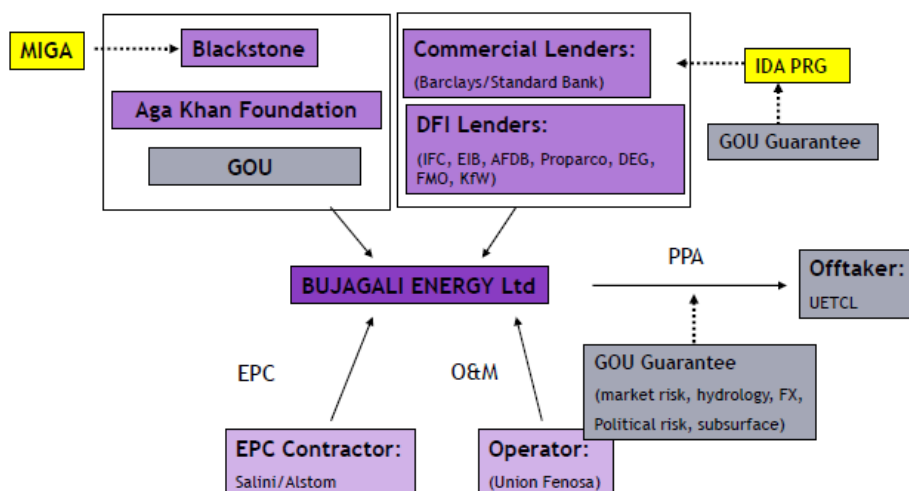 MIGA
Blackstone
Aga Khan Foundation
GOU
Commercial Lenders:
(Barclays/Standard Bank)
DFI Lenders:
(IFC, EIB, AFDB, Proparco, DEG,
FMO, KfW)
IDA PRG
GOU Guarantee
BUJAGALI ENERGY Ltd
PPA
Offtaker:
UETCL
GOU Guarantee
(market risk, hydrology, FX,
Political risk, subsurface)
EPC
O&M
EPC Contractor:
Salini/Alstom
Operator:
(Union Fenosa)